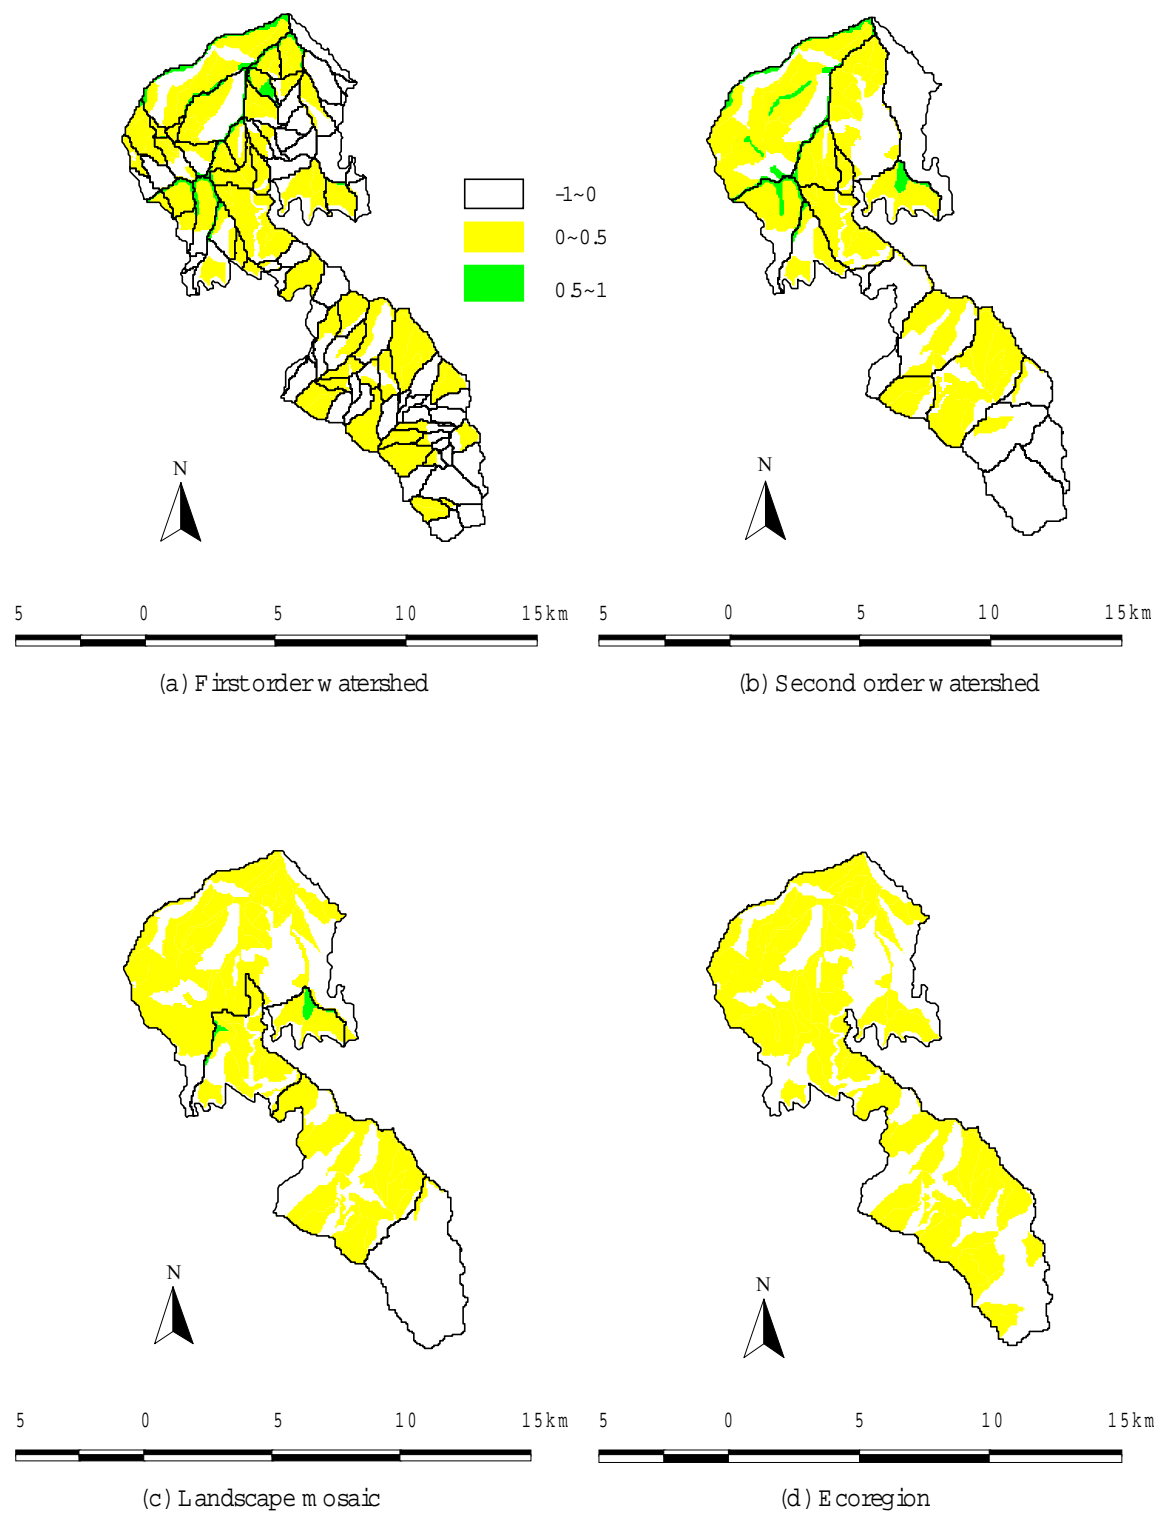 -1~0
0~0.5
0.5~1
N
N
5 0 5 10 15km
5 0 5 10 15km
(a) First order watershed
(b) Second order watershed
N
N
5 0 5 10 15km
5 0 5 10 15km
(c) Landscape mosaic
(d) Ecoregion